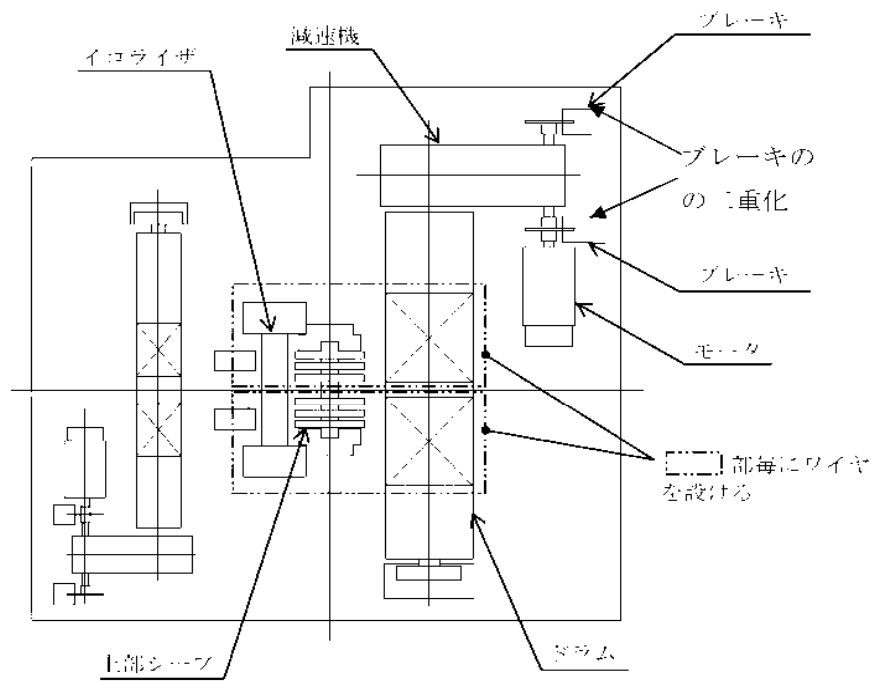 ブレーキ
減速機
イコライザ
ブレーキの
の二重化
ブレーキ
モータ
部毎にワイヤ
を設ける
上部シーブ
ドラム